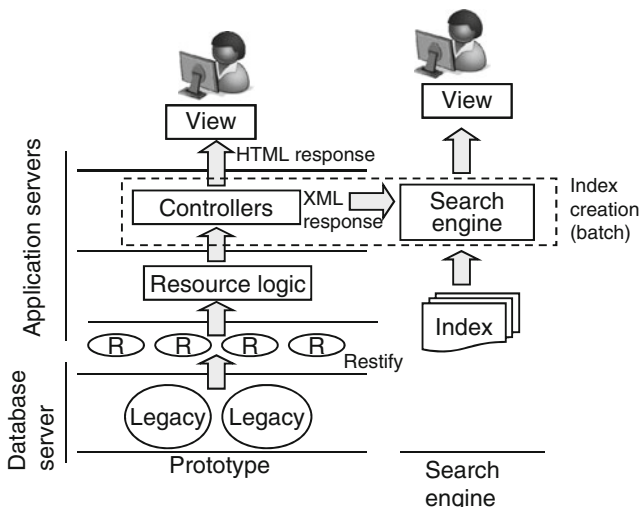 View
View
HTML response
Application servers
Controllers
XML
response
Search
engine
Index
creation
(batch)
Resource logic
Index
R
R
R
R
Restify
Database
server
Legacy
Legacy
Prototype
Search
engine